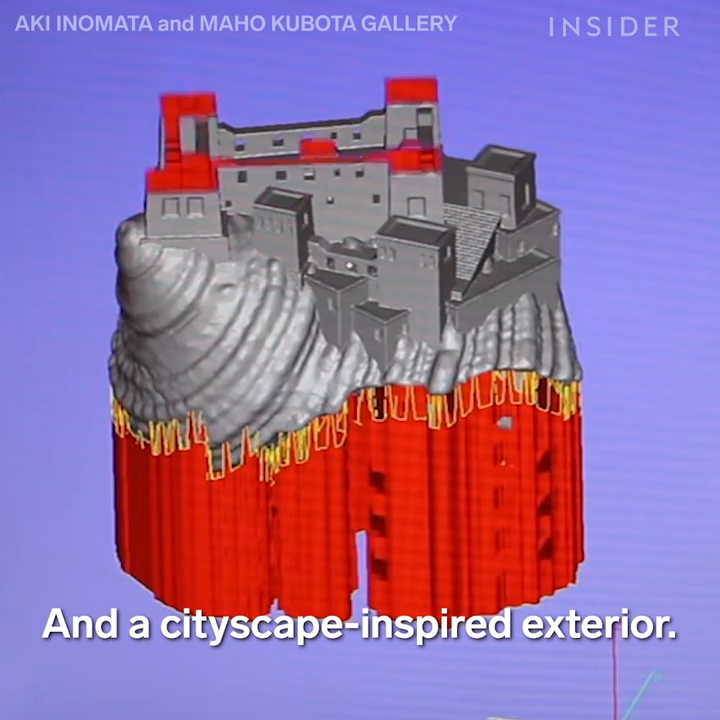 AKI INOMATA and MAHO KUBOTA GALLERY
INSIDER
And a cityscape-inspired exterior.